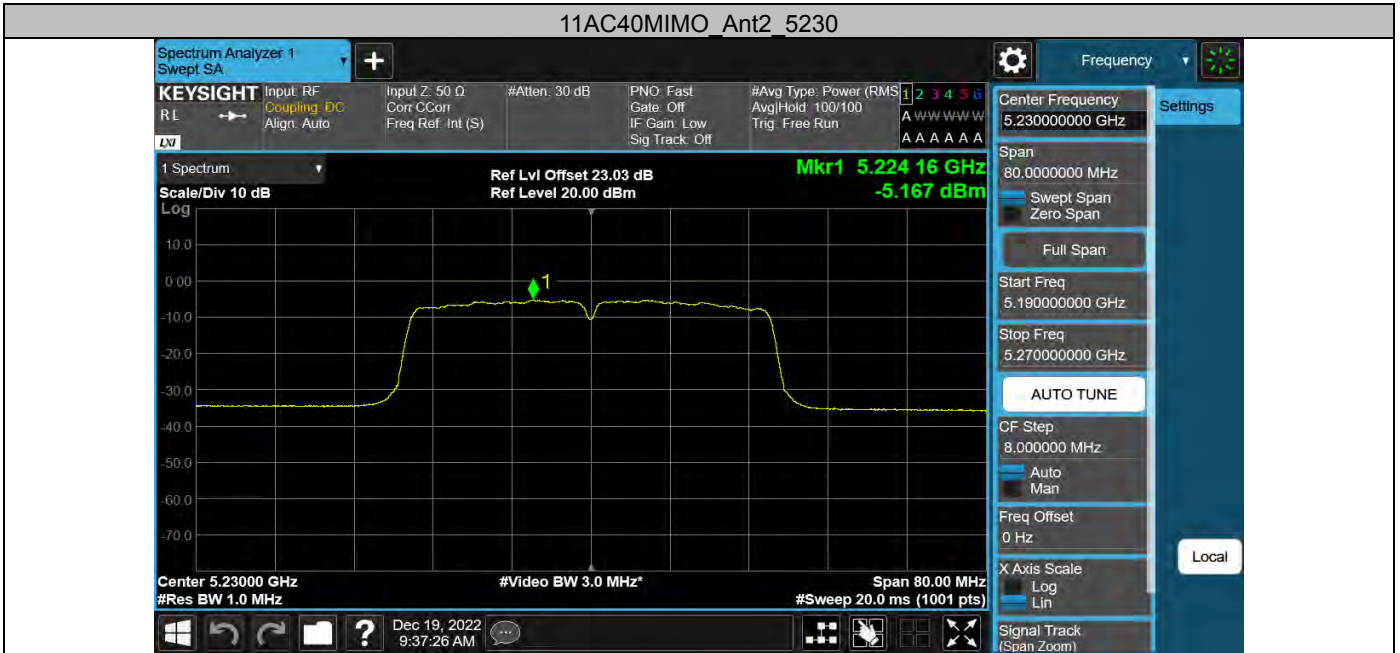 11AC40MIMO_Ant2_5230
Spectrum Analyzer 1
Swept SA
+
Frequency
KEYSIGHT
RL
LXI
Input: RF
Coupling: DC
Align: Auto
Input Z: 50 Ω
Corr CCorr
Freq Ref: Int (S)
#Atten: 30 dB
PNO: Fast
Gate: Off
IF Gain: Low
Sig Track: Off
#Avg Type: Power (RMS
Avg|Hold: 100/100
Trig: Free Run
1 2 3 4 5 6
A W W W W W
A A A A A A
Center Frequency
5.230000000 GHz
Settings
Span
80.0000000 MHz
Swept Span
Zero Span
Full Span
Start Freq
5.190000000 GHz
Stop Freq
5.270000000 GHz
AUTO TUNE
CF Step
8.000000 MHz
Auto
Man
Freq Offset
0 Hz
X Axis Scale
Log
Lin
Signal Track
(Span Zoom)
Local
1 Spectrum
Scale/Div 10 dB
Ref Lvl Offset 23.03 dB
Ref Level 20.00 dBm
Mkr1 5.224 16 GHz
-5.167 dBm
Log
10.0
0.00
-10.0
-20.0
-30.0
-40.0
-50.0
-60.0
-70.0
1
Center 5.23000 GHz
#Res BW 1.0 MHz
#Video BW 3.0 MHz*
Span 80.00 MHz
#Sweep 20.0 ms (1001 pts)
?
Dec 19, 2022
9:37:26 AM